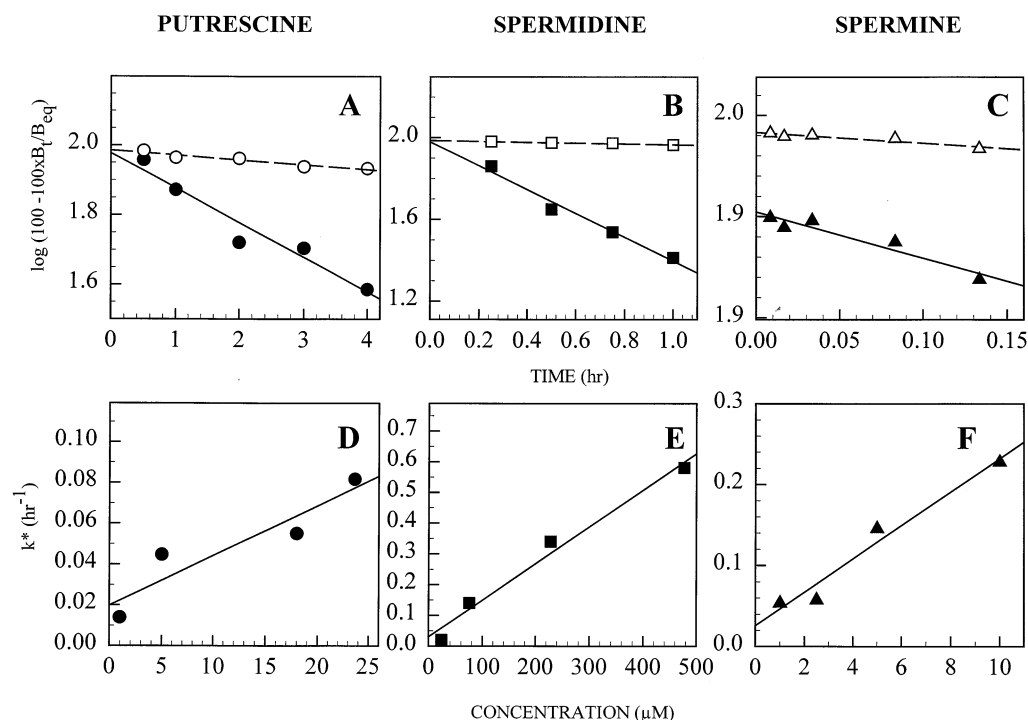 PUTRESCINE SPERMIDINE SPERMINE
log (100 -100xBt/Beq)
A
2.0
1.8
1.6
0 1 2 3 4
B
2.0
1.6
1.2
0.0 0.2 0.4 0.6 0.8 1.0
C
2.0
1.9
1.9
0.00 0.05 0.10 0.15
TIME (hr)
k* (hr-1)
D
0.10
0.08
0.06
0.04
0.02
0.00
0 5 10 15 20 25
E
0.7
0.6
0.5
0.4
0.3
0.2
0.1
0.0
0 100 200 300 400 500
F
0.3
0.2
0.1
0.0
0 2 4 6 8 10
CONCENTRATION (µM)